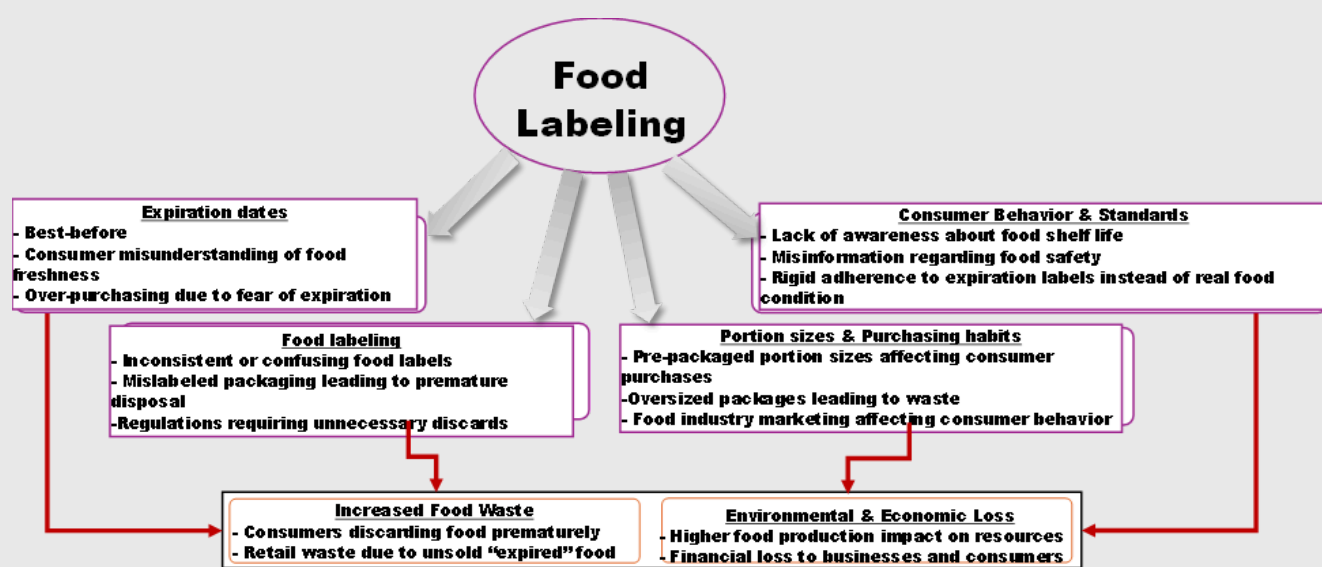 Food
Labeling
Expiration dates
- Best-before
- Consumer misunderstanding of food
freshness
- Over-purchasing due to fear of expiration
Consumer Behavior & Standards
- Lack of awareness about food shelf life
- Misinformation regarding food safety
- Rigid adherence to expiration labels instead of real food
condition
Food labeling
- Inconsistent or confusing food labels
- Mislabeled packaging leading to premature
disposal
-Regulations requiring unnecessary discards
Portion sizes & Purchasing habits
- Pre-packaged portion sizes affecting consumer
purchases
-Oversized packages leading to waste
- Food industry marketing affecting consumer behavior
Increased Food Waste
- Consumers discarding food prematurely
- Retail waste due to unsold “expired” food
Environmental & Economic Loss
- Higher food production impact on resources
- Financial loss to businesses and consumers